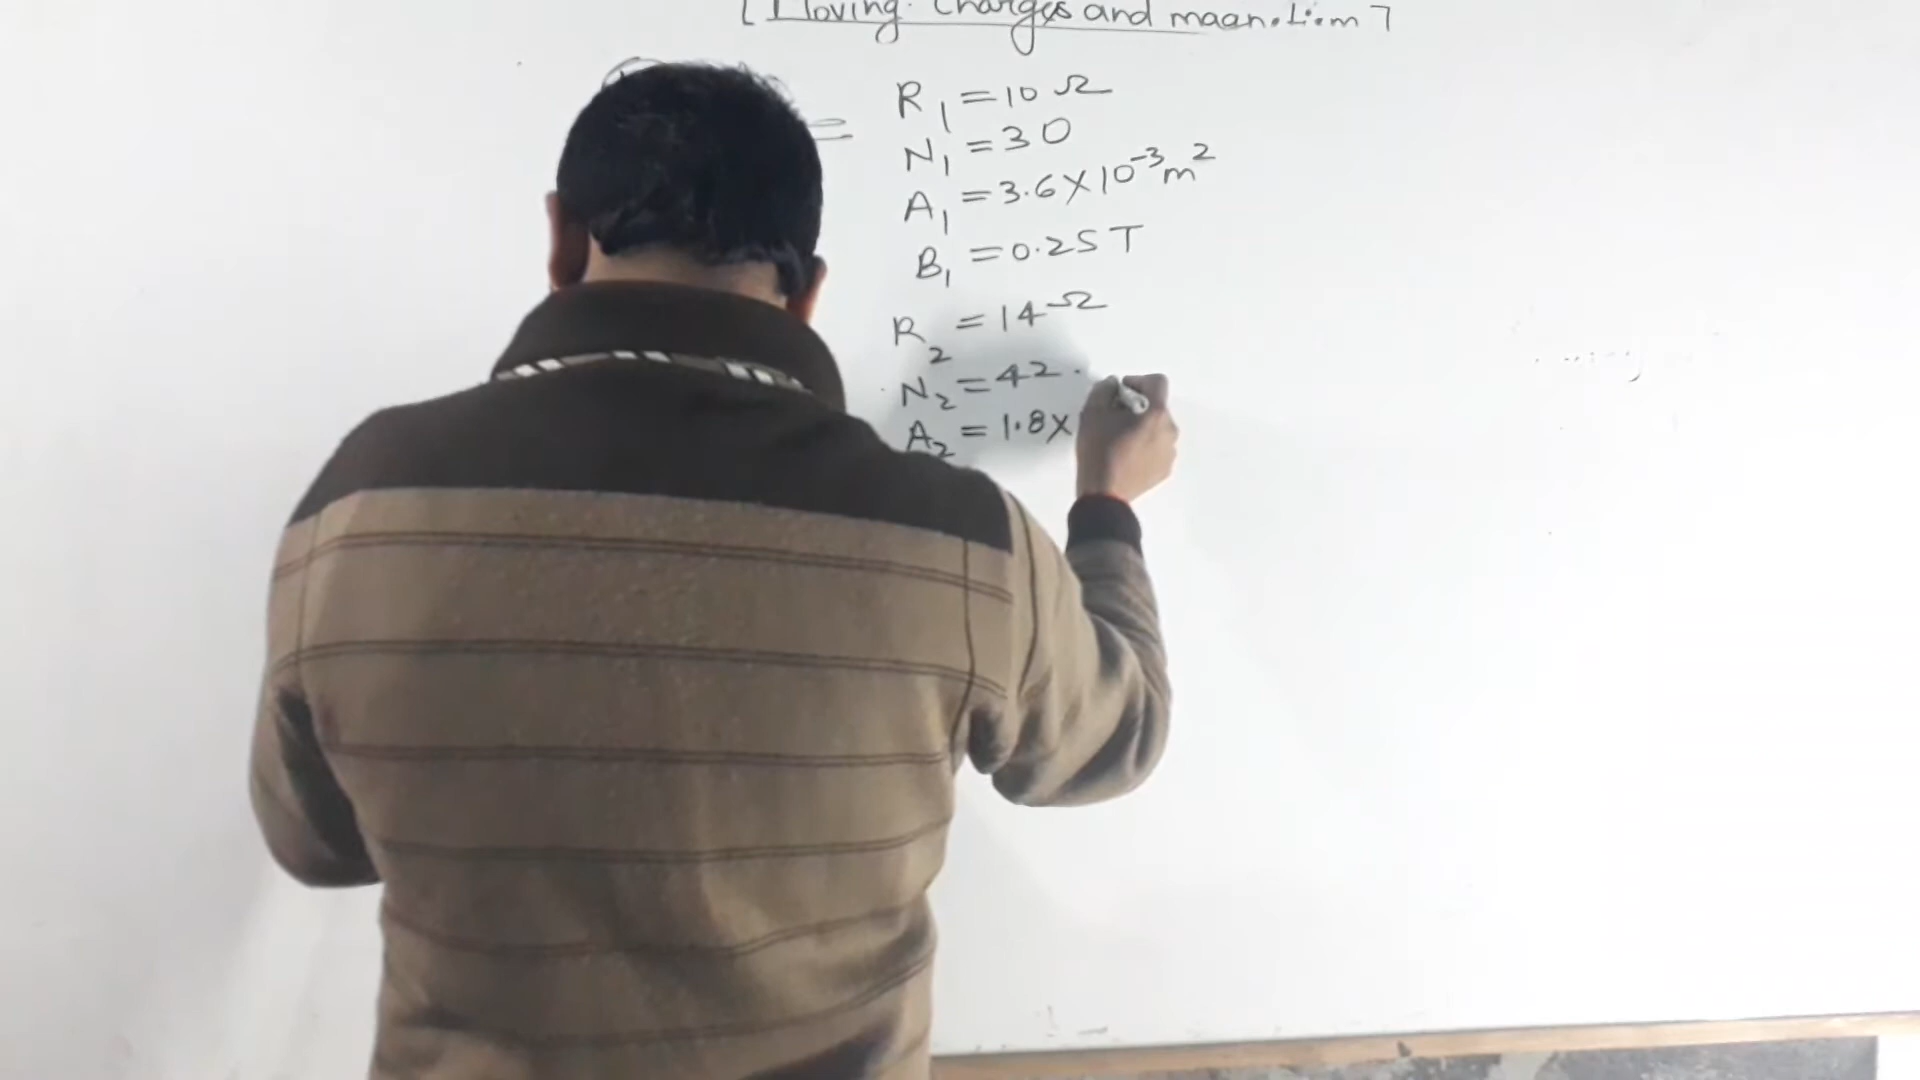 [Moving charges and magnetism]
= R₁ = 10 Ω
N₁ = 30
A₁ = 3.6 × 10⁻³ m²
B₁ = 0.25 T
R₂ = 14 Ω
N₂ = 42
A₂ = 1.8 ×